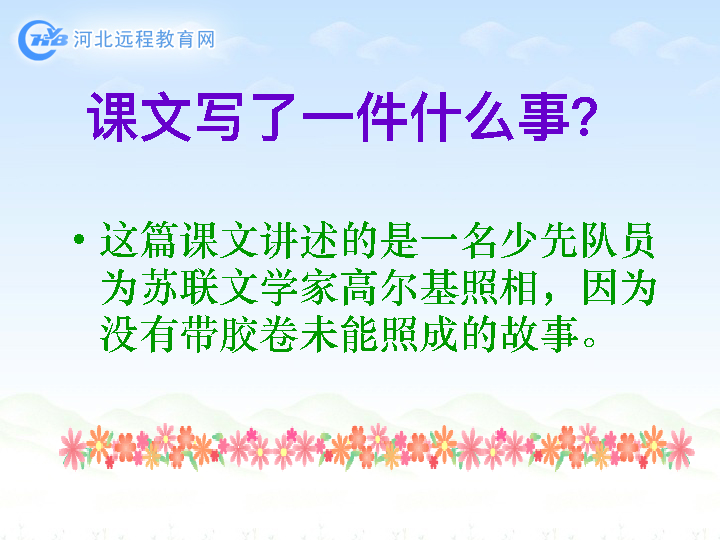 HYB 河北远程教育网
课文写了一件什么事?
• 这篇课文讲述的是一名少先队员
为苏联文学家高尔基照相，因为
没有带胶卷未能照成的故事。